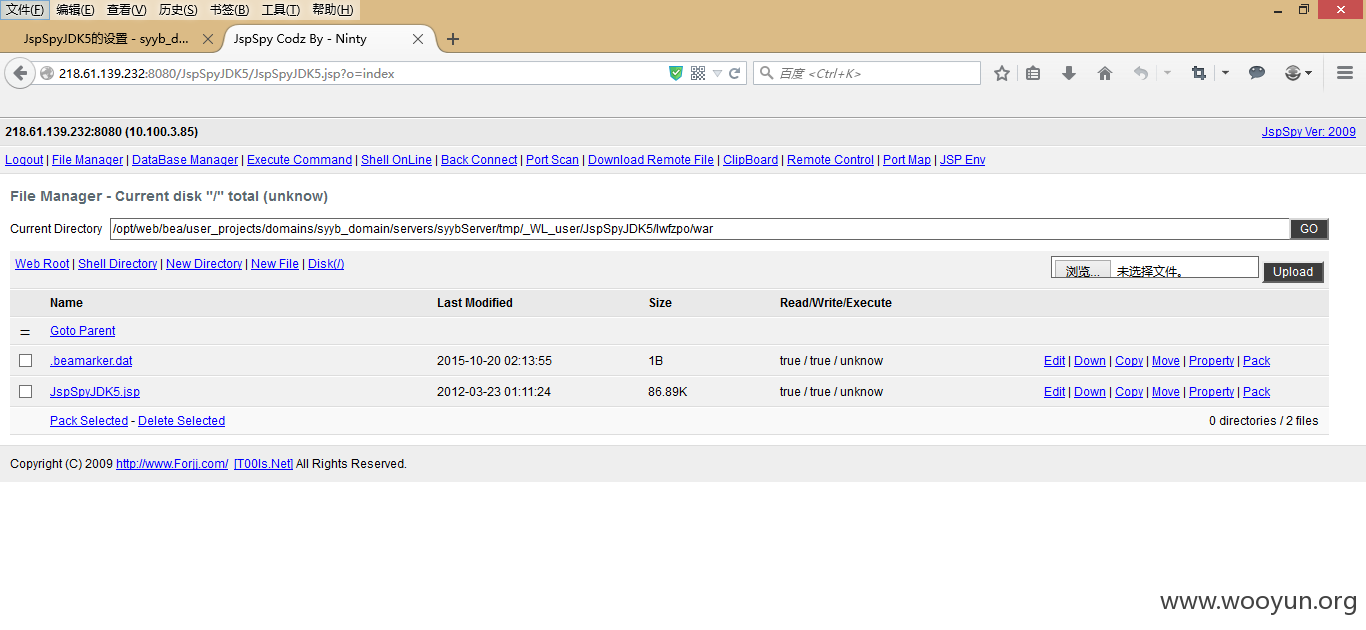 文件(F) 编辑(E) 查看(V) 历史(S) 书签(B) 工具(T) 帮助(H)
JspSpyJDK5的设置 - syyb_d... JspSpy Codz By - Ninty
218.61.139.232:8080/JspSpyJDK5/JspSpyJDK5.jsp?o=index 百度 <Ctrl+K>
218.61.139.232:8080 (10.100.3.85) JspSpy Ver: 2009
Logout | File Manager | DataBase Manager | Execute Command | Shell OnLine | Back Connect | Port Scan | Download Remote File | ClipBoard | Remote Control | Port Map | JSP Env
File Manager - Current disk "/" total (unknow)
Current Directory /opt/web/bea/user_projects/domains/syyb_domain/servers/syybServer/tmp/_WL_user/JspSpyJDK5/lwfzpo/war GO
Web Root | Shell Directory | New Directory | New File | Disk(/) 浏览... 未选择文件。 Upload
Name Last Modified Size Read/Write/Execute
= Goto Parent
.beamarker.dat 2015-10-20 02:13:55 1B true / true / unknow Edit | Down | Copy | Move | Property | Pack
JspSpyJDK5.jsp 2012-03-23 01:11:24 86.89K true / true / unknow Edit | Down | Copy | Move | Property | Pack
Pack Selected - Delete Selected 0 directories / 2 files
Copyright (C) 2009 http://www.Forjj.com/ [T00ls.Net] All Rights Reserved.
www.wooyun.org